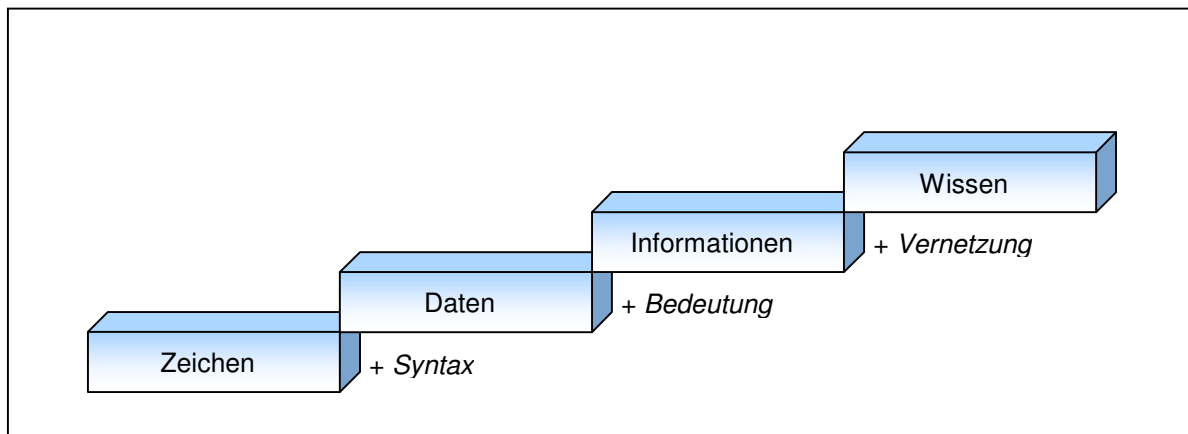 Wissen
Informationen
+ Vernetzung
Daten
+ Bedeutung
Zeichen
+ Syntax